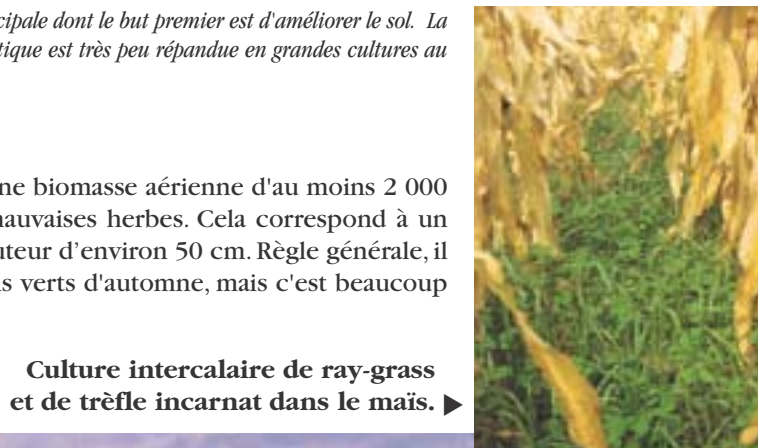 cipale dont le but premier est d'améliorer le sol. La
tique est très peu répandue en grandes cultures au
ne biomasse aérienne d'au moins 2 000
mauvaises herbes. Cela correspond à un
uteur d’environ 50 cm. Règle générale, il
s verts d'automne, mais c'est beaucoup
Culture intercalaire de ray-grass
et de trèfle incarnat dans le maïs. ▶